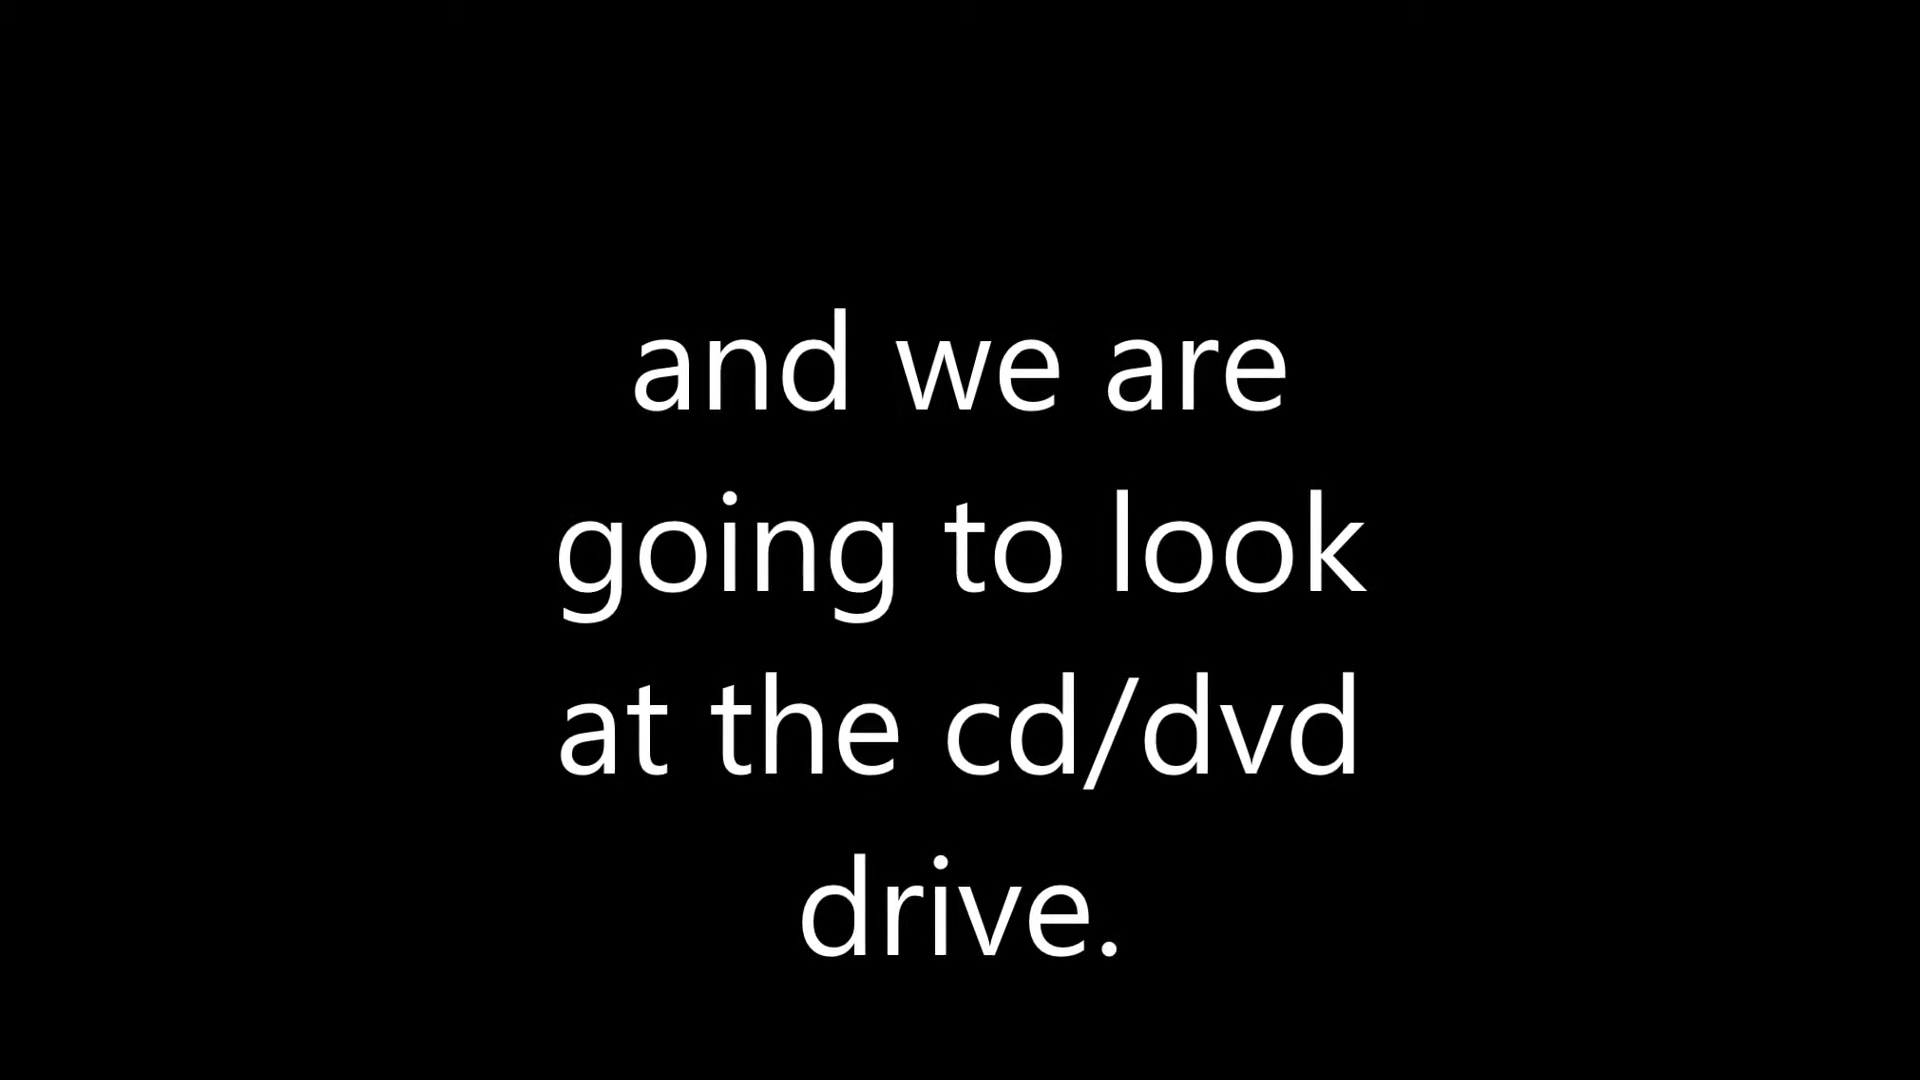 and we are
going to look
at the cd/dvd
drive.